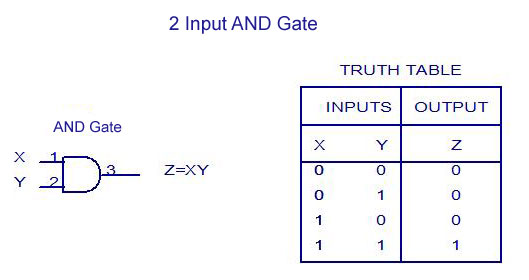 2 Input AND Gate
TRUTH TABLE
INPUTS OUTPUT
X Y Z
0 0 0
0 1 0
1 0 0
1 1 1
AND Gate
X 1
Y 2
3
Z=XY